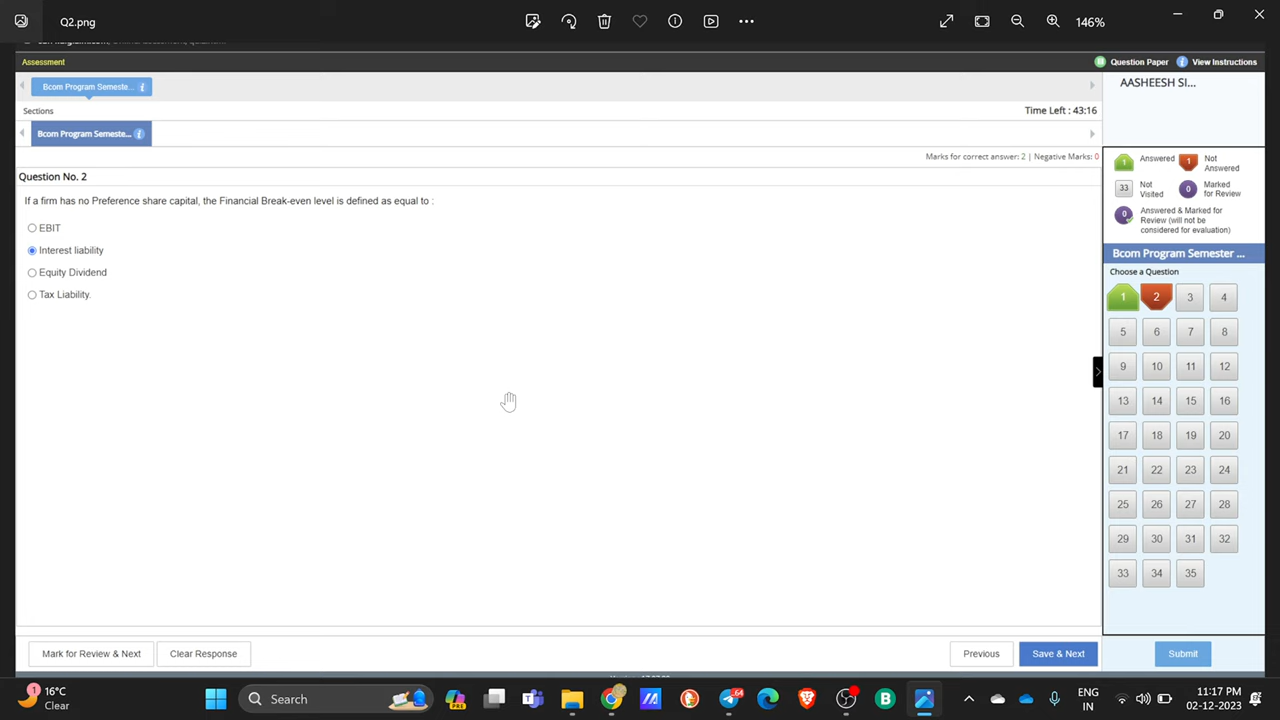 Q2.png
146%
Assessment
Question Paper
View Instructions
Bcom Program Semeste...
AASHEESH SI...
Sections
Time Left : 43:16
Bcom Program Semeste...
Marks for correct answer: 2 | Negative Marks: 0
Question No. 2
If a firm has no Preference share capital, the Financial Break-even level is defined as equal to :
EBIT
Interest liability
Equity Dividend
Tax Liability.
1 Answered
1 Not Answered
33 Not Visited
0 Marked for Review
0 Answered & Marked for Review (will not be considered for evaluation)
Bcom Program Semester ...
Choose a Question
1 2 3 4
5 6 7 8
9 10 11 12
13 14 15 16
17 18 19 20
21 22 23 24
25 26 27 28
29 30 31 32
33 34 35
Mark for Review & Next
Clear Response
Previous
Save & Next
Submit
1
16°C
Clear
Search
ENG
IN
11:17 PM
02-12-2023